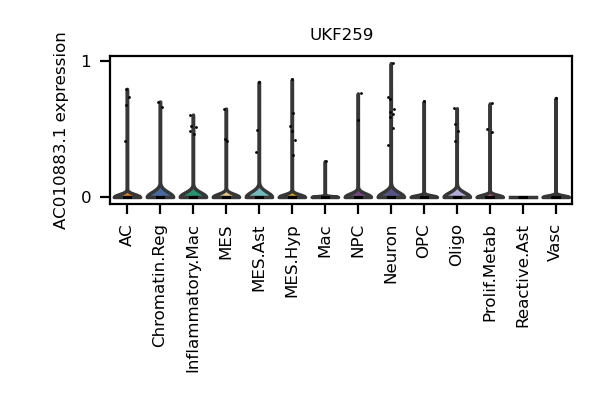 UKF259
AC010883.1 expression
1
0
AC
Chromatin.Reg
Inflammatory.Mac
MES
MES.Ast
MES.Hyp
Mac
NPC
Neuron
OPC
Oligo
Prolif.Metab
Reactive.Ast
Vasc